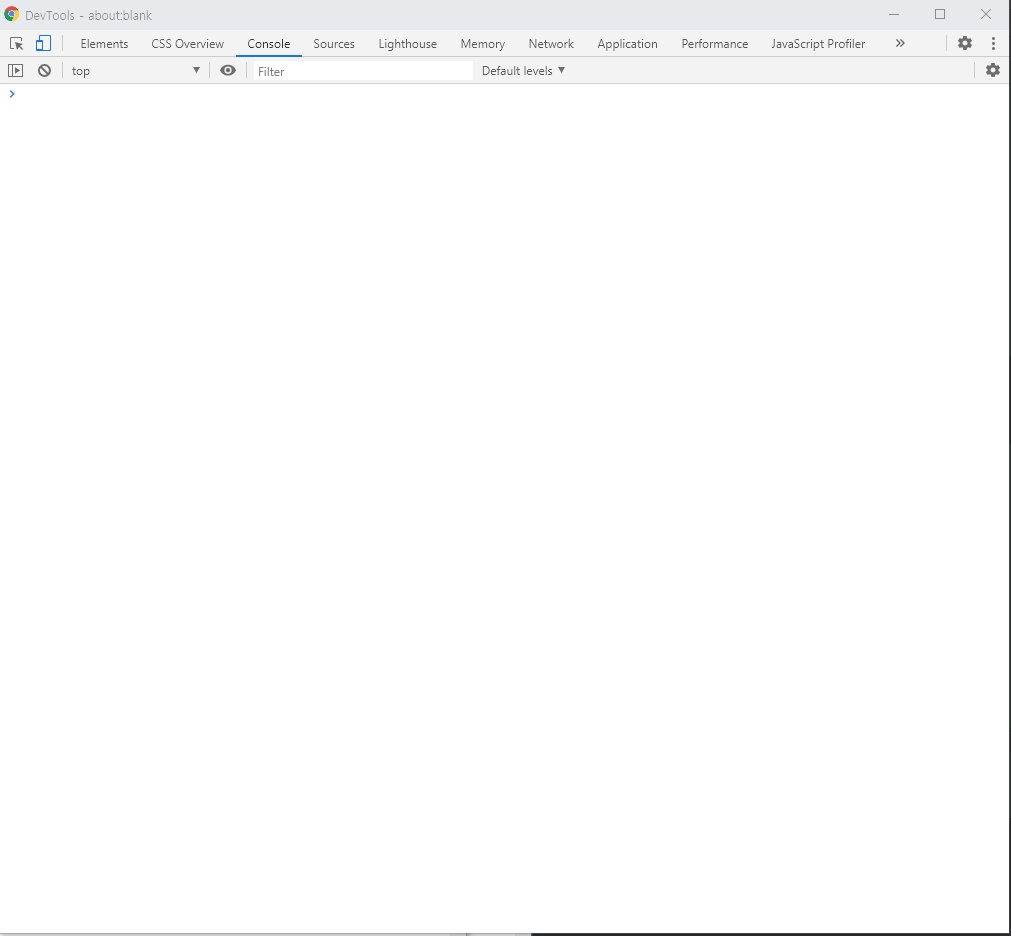 DevTools - about:blank
Elements CSS Overview Console Sources Lighthouse Memory Network Application Performance JavaScript Profiler »
top ▼ Filter Default levels ▼
›